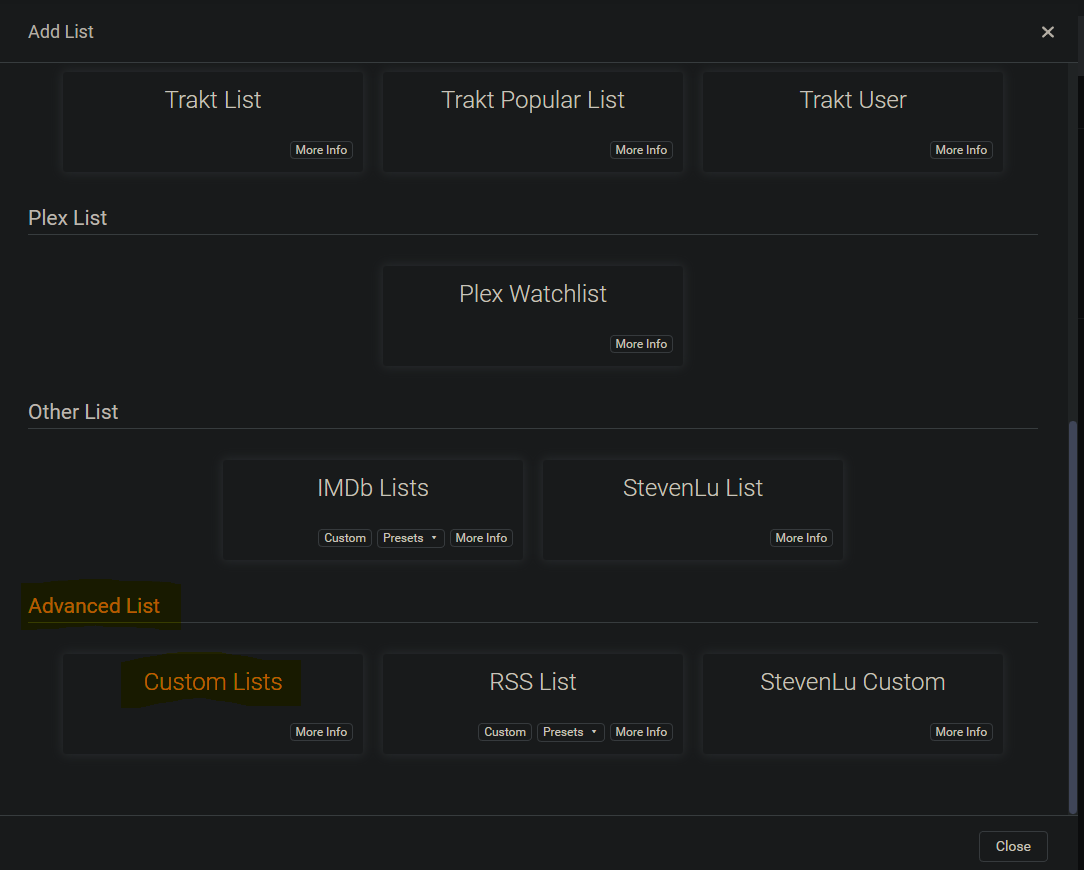 Add List
Trakt List
Trakt Popular List
Trakt User
More Info
More Info
More Info
Plex List
Plex Watchlist
More Info
Other List
IMDb Lists
StevenLu List
Custom Presets More Info
More Info
Advanced List
Custom Lists
RSS List
StevenLu Custom
More Info
Custom Presets More Info
More Info
Close